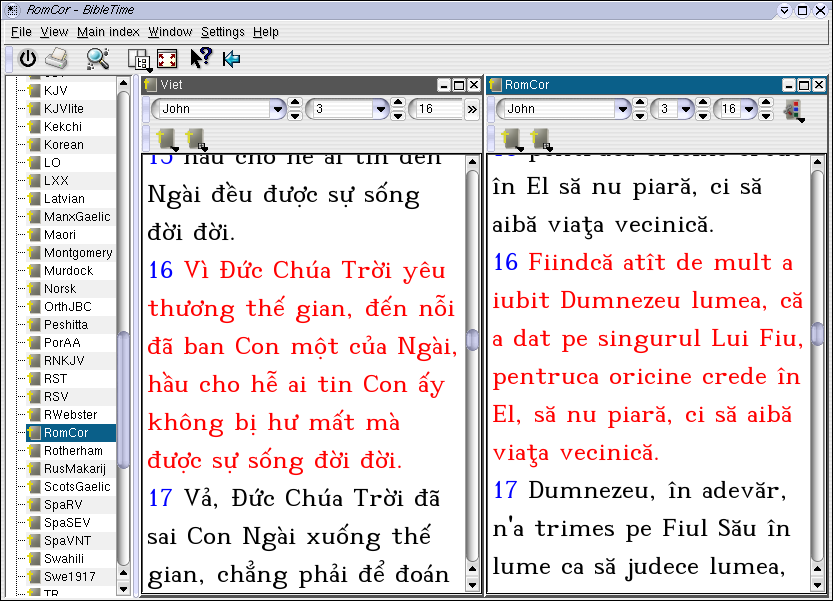 RomCor - BibleTime
File View Main index Window Settings Help
KJV
KJVlite
Kekchi
Korean
LO
LXX
Latvian
ManxGaelic
Maori
Montgomery
Murdock
Norsk
OrthJBC
Peshitta
PorAA
RNKJV
RST
RSV
RWebster
RomCor
Rotherham
RusMakarij
ScotsGaelic
SpaRV
SpaSEV
SpaVNT
Swahili
Swe1917
TR
Viet
John 3 16 »
15 hầu cho hễ ai tin đến
Ngài đều được sự sống
đời đời.
16 Vì Đức Chúa Trời yêu
thương thế gian, đến nỗi
đã ban Con một của Ngài,
hầu cho hễ ai tin Con ấy
không bị hư mất mà
được sự sống đời đời.
17 Vả, Đức Chúa Trời đã
sai Con Ngài xuống thế
gian, chẳng phải để đoán
RomCor
John 3 16
oricine crede
în El să nu piară, ci să
aibă viaţa vecinică.
16 Fiindcă atît de mult a
iubit Dumnezeu lumea, că
a dat pe singurul Lui Fiu,
pentruca oricine crede în
El, să nu piară, ci să aibă
viaţa vecinică.
17 Dumnezeu, în adevăr,
n'a trimes pe Fiul Său în
lume ca să judece lumea,